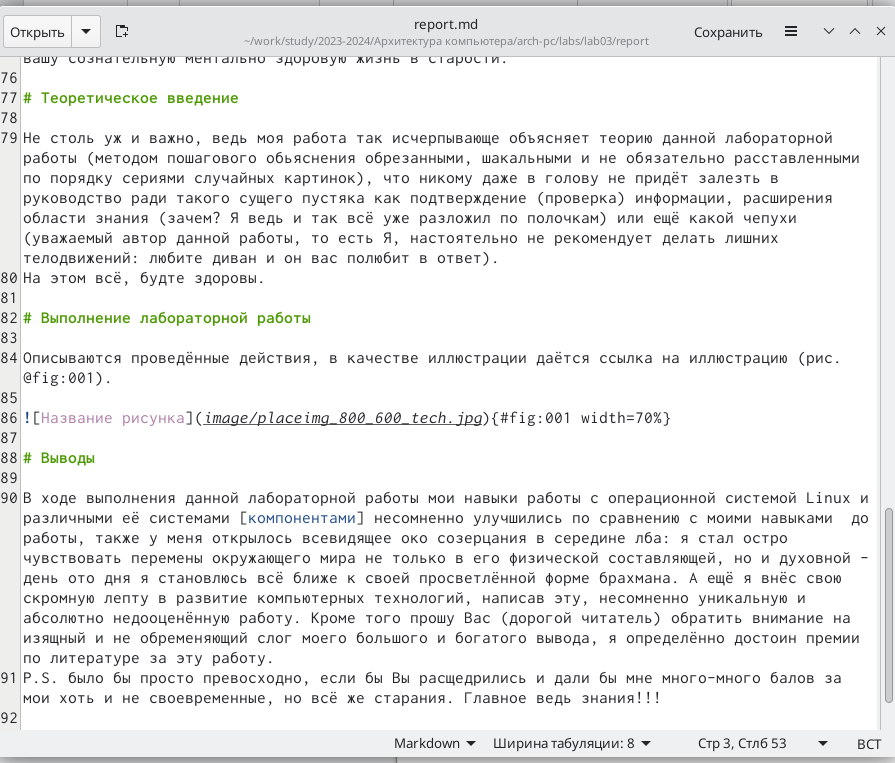 report.md
Открыть
~/work/study/2023-2024/Архитектура компьютера/arch-pc/labs/lab03/report
Сохранить
вашу сознательную ментально здоровую жизнь в старости.
76
77 # Теоретическое введение
78
79 Не столь уж и важно, ведь моя работа так исчерпывающе объясняет теорию данной лабораторной
работы (методом пошагового обьяснения обрезанными, шакальными и не обязательно расставленными
по порядку сериями случайных картинок), что никому даже в голову не придёт залезть в
руководство ради такого сущего пустяка как подтверждение (проверка) информации, расширения
области знания (зачем? Я ведь и так всё уже разложил по полочкам) или ещё какой чепухи
(уважаемый автор данной работы, то есть Я, настоятельно не рекомендует делать лишних
телодвижений: любите диван и он вас полюбит в ответ).
80 На этом всё, будте здоровы.
81
82 # Выполнение лабораторной работы
83
84 Описываются проведённые действия, в качестве иллюстрации даётся ссылка на иллюстрацию (рис.
@fig:001).
85
86 ![Название рисунка](image/placeimg_800_600_tech.jpg){#fig:001 width=70%}
87
88 # Выводы
89
90 В ходе выполнения данной лабораторной работы мои навыки работы с операционной системой Linux и
различными её системами [компонентами] несомненно улучшились по сравнению с моими навыками  до
работы, также у меня открылось всевидящее око созерцания в середине лба: я стал остро
чувствовать перемены окружающего мира не только в его физической составляющей, но и духовной –
день ото дня я становлюсь всё ближе к своей просветлённой форме брахмана. А ещё я внёс свою
скромную лепту в развитие компьютерных технологий, написав эту, несомненно уникальную и
абсолютно недооценённую работу. Кроме того прошу Вас (дорогой читатель) обратить внимание на
изящный и не обременяющий слог моего большого и богатого вывода, я определённо достоин премии
по литературе за эту работу.
91 P.S. было бы просто превосходно, если бы Вы расщедрились и дали бы мне много-много балов за
мои хоть и не своевременные, но всё же старания. Главное ведь знания!!!
92
Markdown Ширина табуляции: 8 Стр 3, Стлб 53 ВСТ